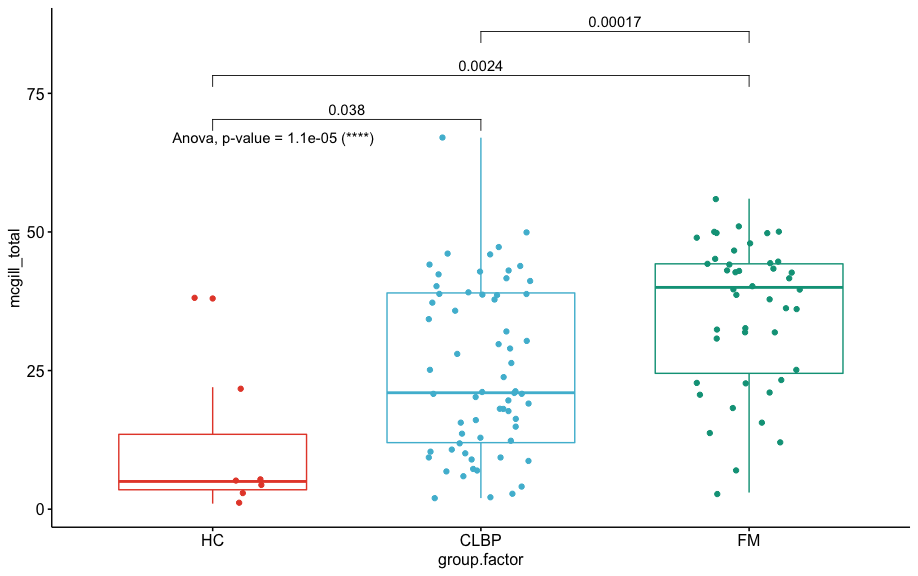 0.00017
0.0024
75
0.038
Anova, p-value = 1.1e-05 (****)
50
mcgill_total
25
0
HC
CLBP
FM
group.factor